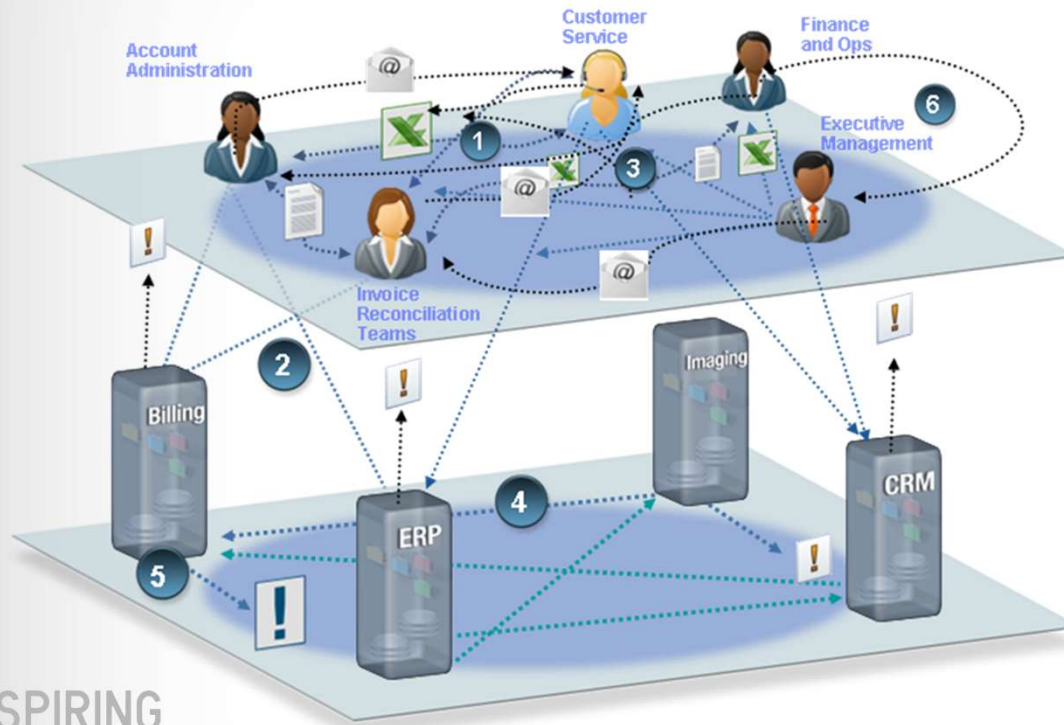 Customer
Service
Finance
and Ops
Account
Administration
@
6
1
Executive
Management
3
@
@
Invoice
Reconciliation
Teams
!
!
!
2
Imaging
Billing
CRM
4
ERP
5
!
!
SPIRING